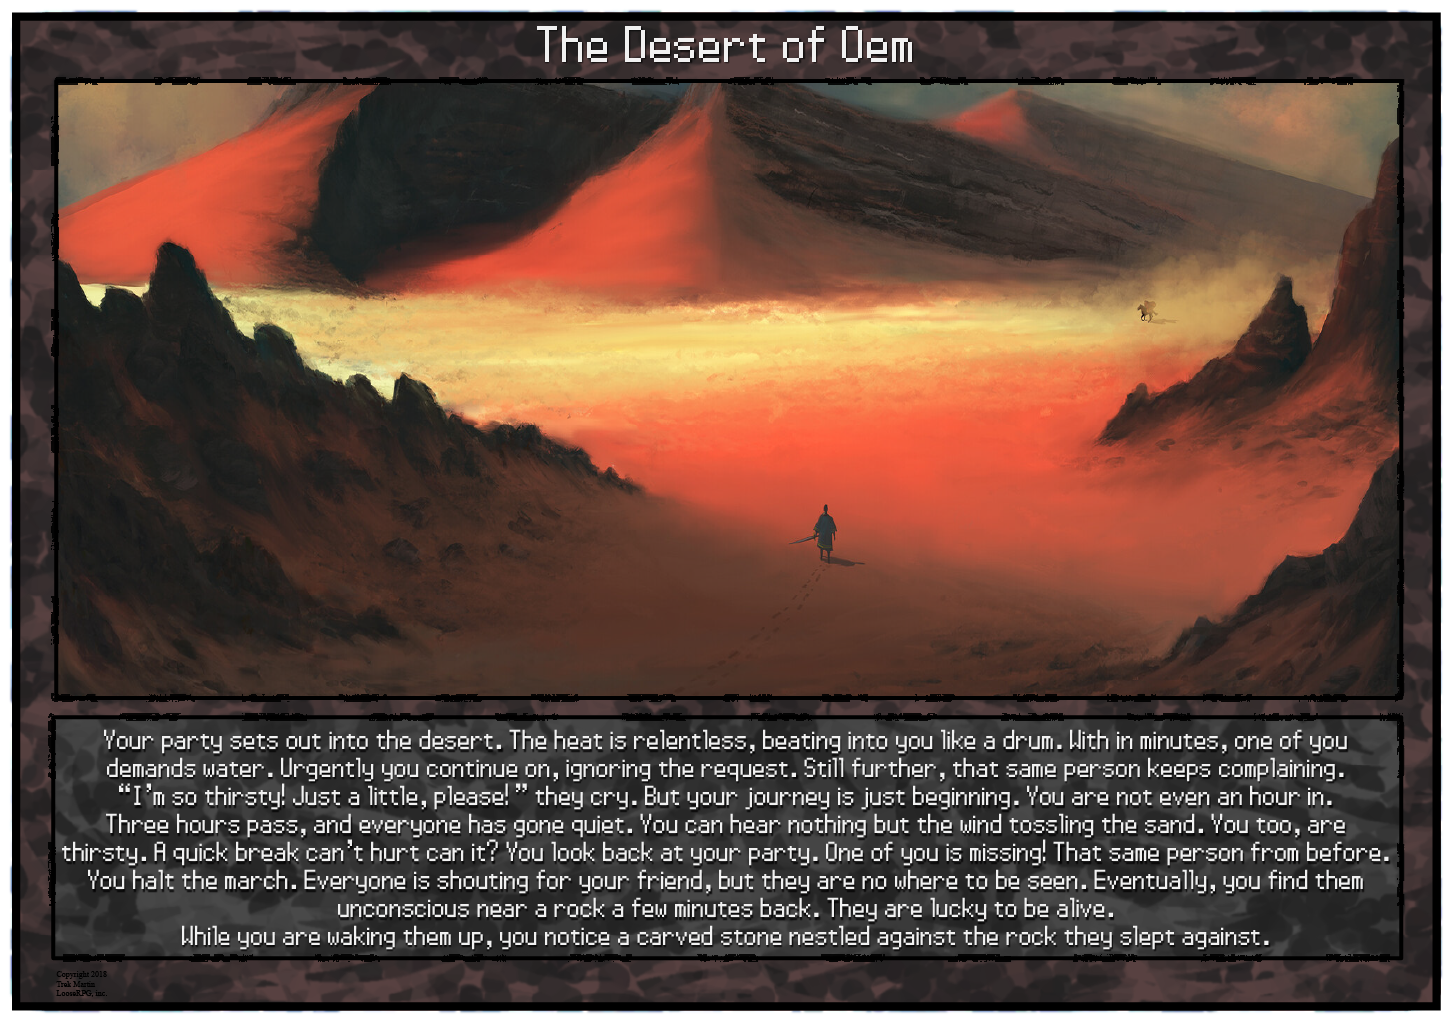 The Desert of Oem
Your party sets out into the desert. The heat is relentless, beating into you like a drum. With in minutes, one of you
demands water. Urgently you continue on, ignoring the request. Still further, that same person keeps complaining.
“I’m so thirsty! Just a little, please! ” they cry. But your journey is just beginning. You are not even an hour in.
Three hours pass, and everyone has gone quiet. You can hear nothing but the wind tossling the sand. You too, are
thirsty. A quick break can’t hurt can it? You look back at your party. One of you is missing! That same person from before.
You halt the march. Everyone is shouting for your friend, but they are no where to be seen. Eventually, you find them
unconscious near a rock a few minutes back. They are lucky to be alive.
While you are waking them up, you notice a carved stone nestled against the rock they slept against.
Copyright 2018
Trek Martin
LooseRPG, inc.